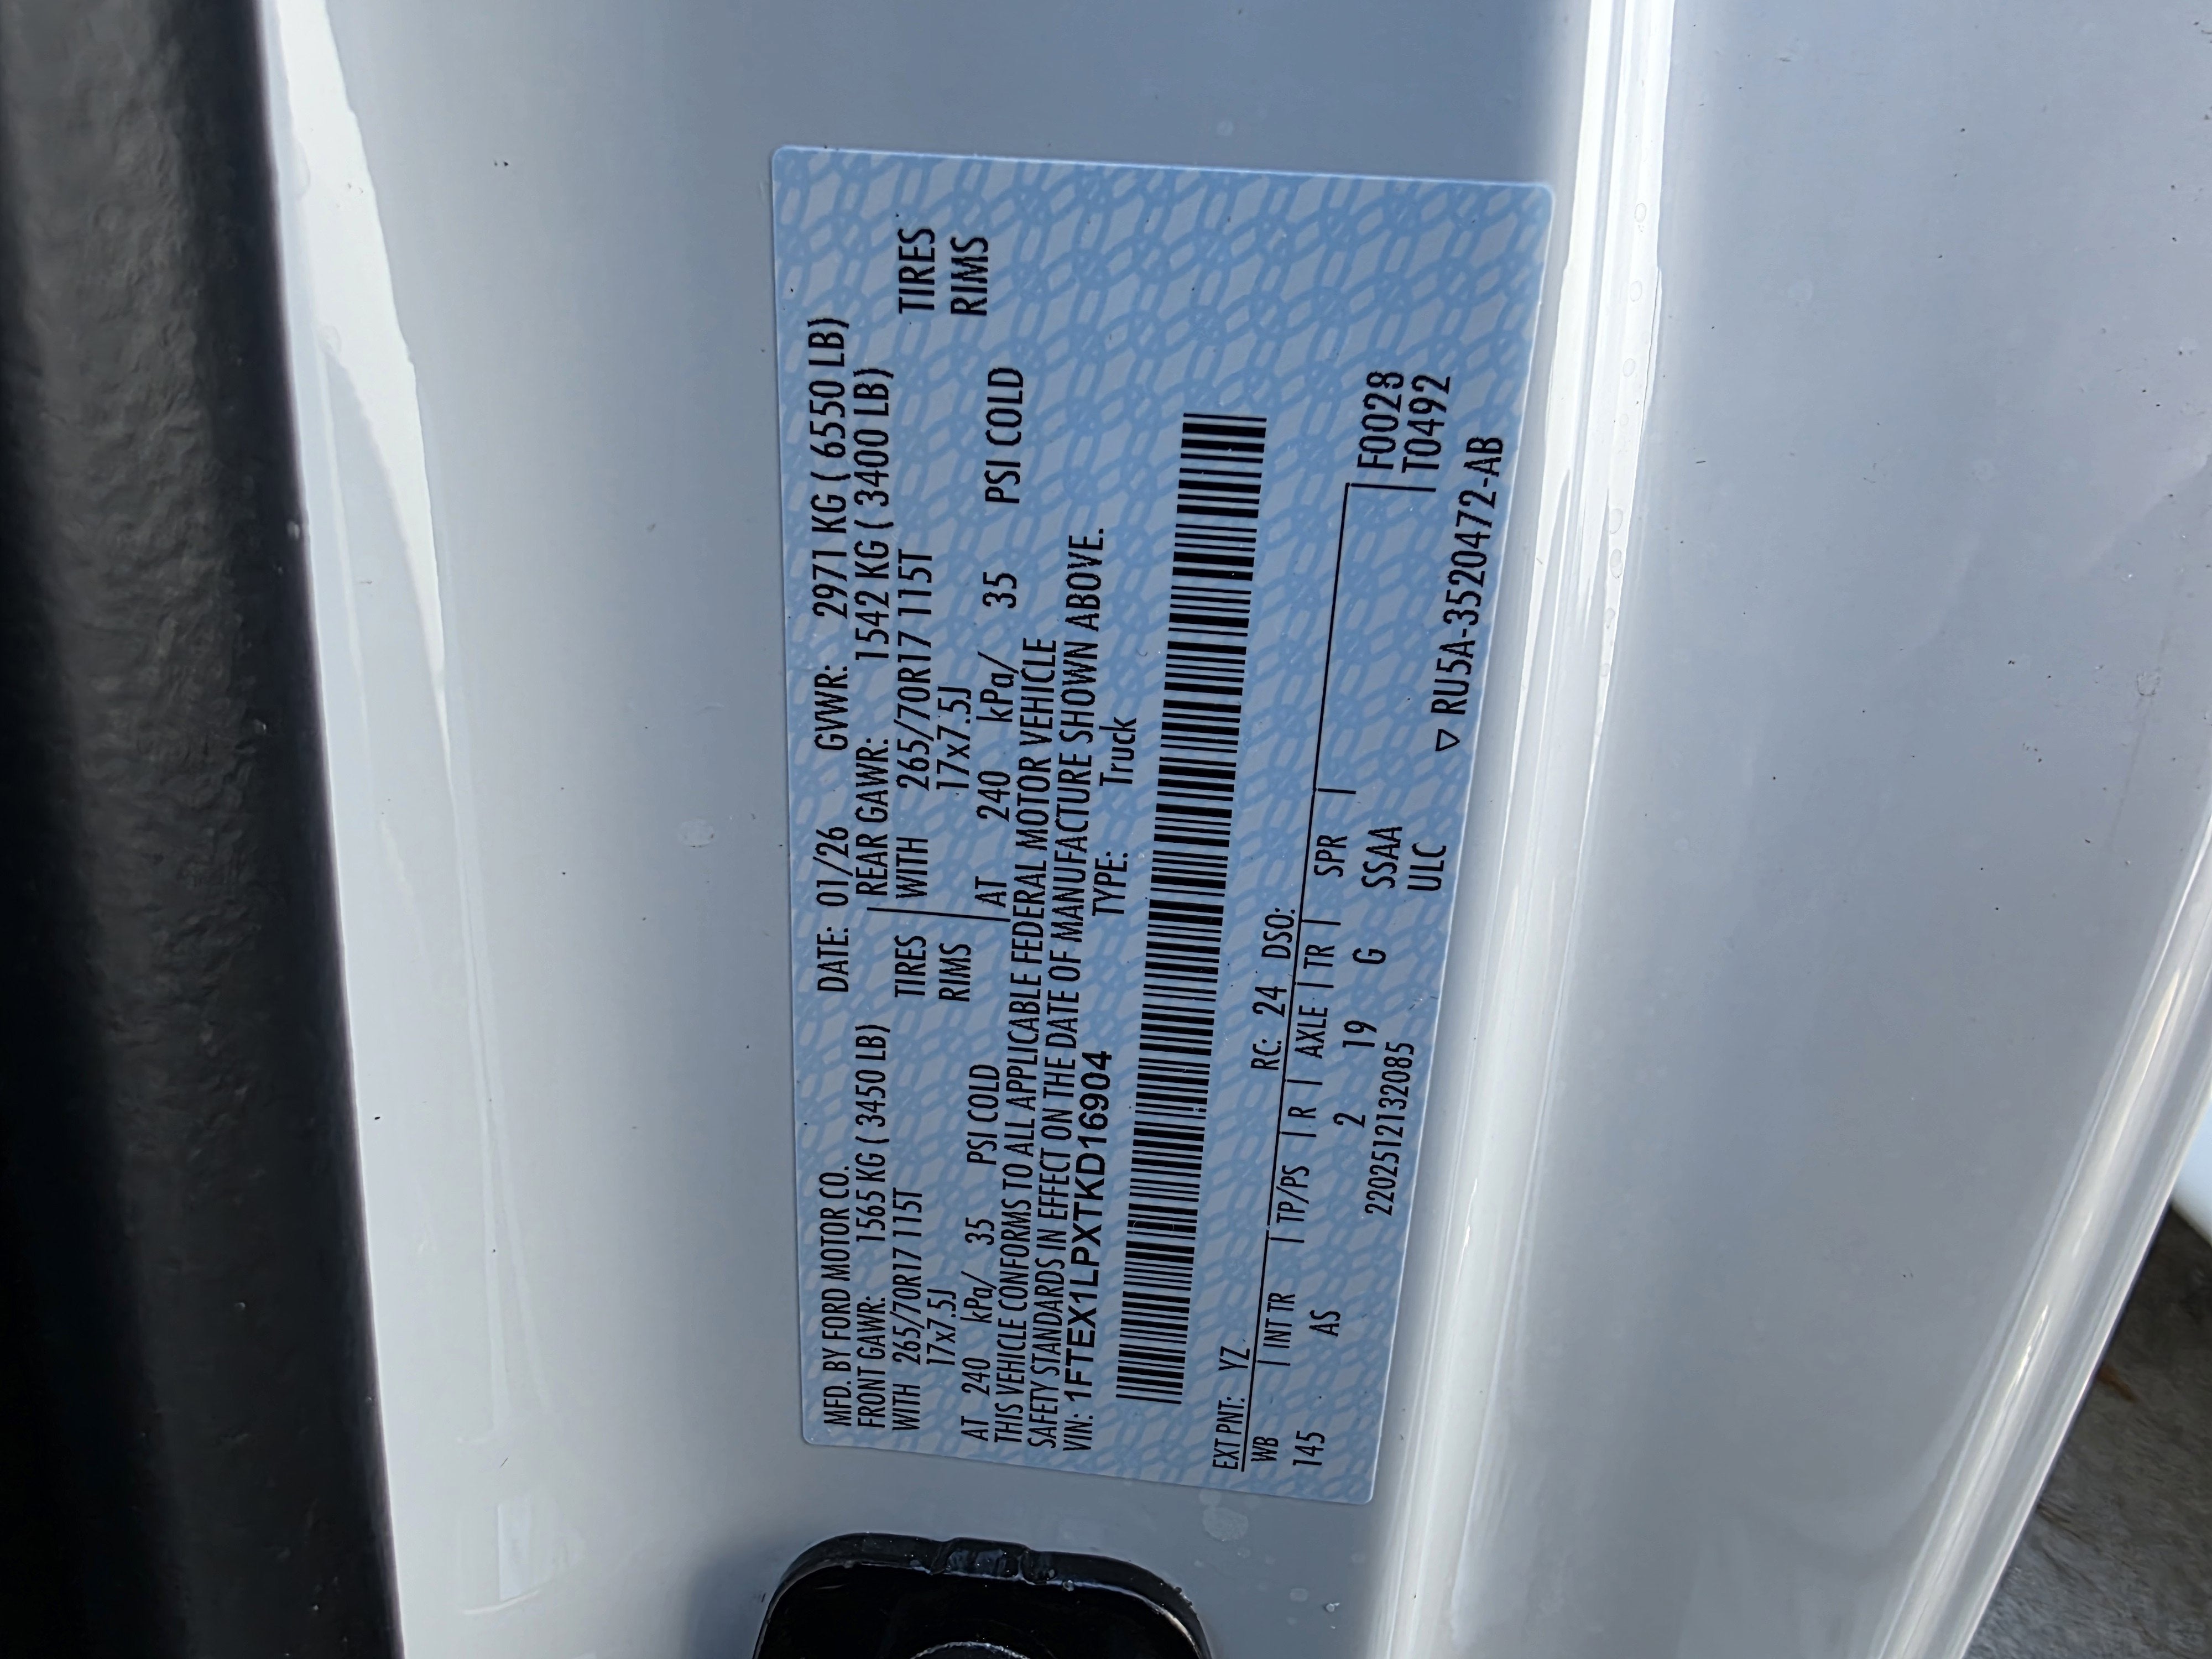 MFD. BY FORD MOTOR CO. DATE: 01/26 GVWR: 2971 KG ( 6550 LB)
FRONT GAWR: 1565 KG ( 3450 LB) REAR GAWR: 1542 KG ( 3400 LB)
WITH 265/70R17 115T TIRES WITH 265/70R17 115T TIRES
17x7.5J RIMS 17x7.5J RIMS
AT 240 kPa/ 35 PSI COLD AT 240 kPa/ 35 PSI COLD
THIS VEHICLE CONFORMS TO ALL APPLICABLE FEDERAL MOTOR VEHICLE
SAFETY STANDARDS IN EFFECT ON THE DATE OF MANUFACTURE SHOWN ABOVE.
VIN: 1FTEX1LPXTKD16904 TYPE: Truck
EXT PNT: YZ RC: 24 DSO:
WB | INT TR | TP/PS | R | AXLE | TR | SPR | F0028
145 AS 2 19 G SSAA T0492
2202512132085 ULC
▽ RU5A-3520472-AB